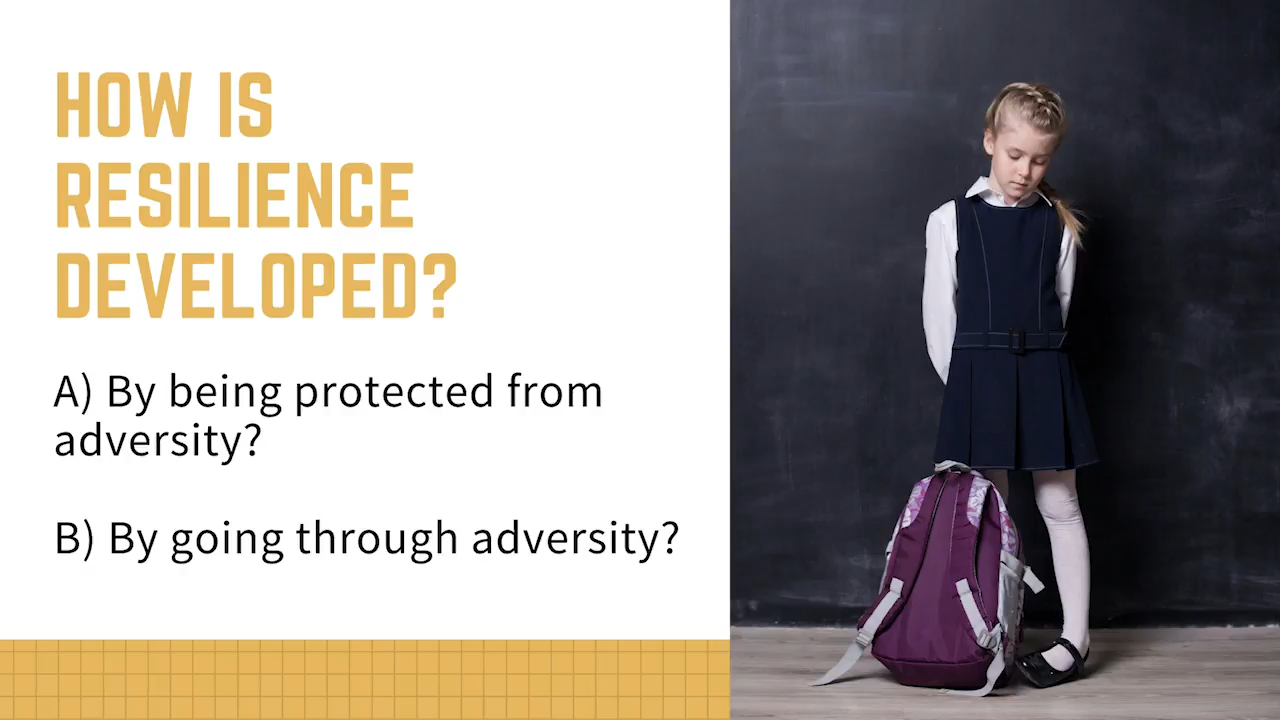 HOW IS
RESILIENCE
DEVELOPED?
A) By being protected from
adversity?
B) By going through adversity?